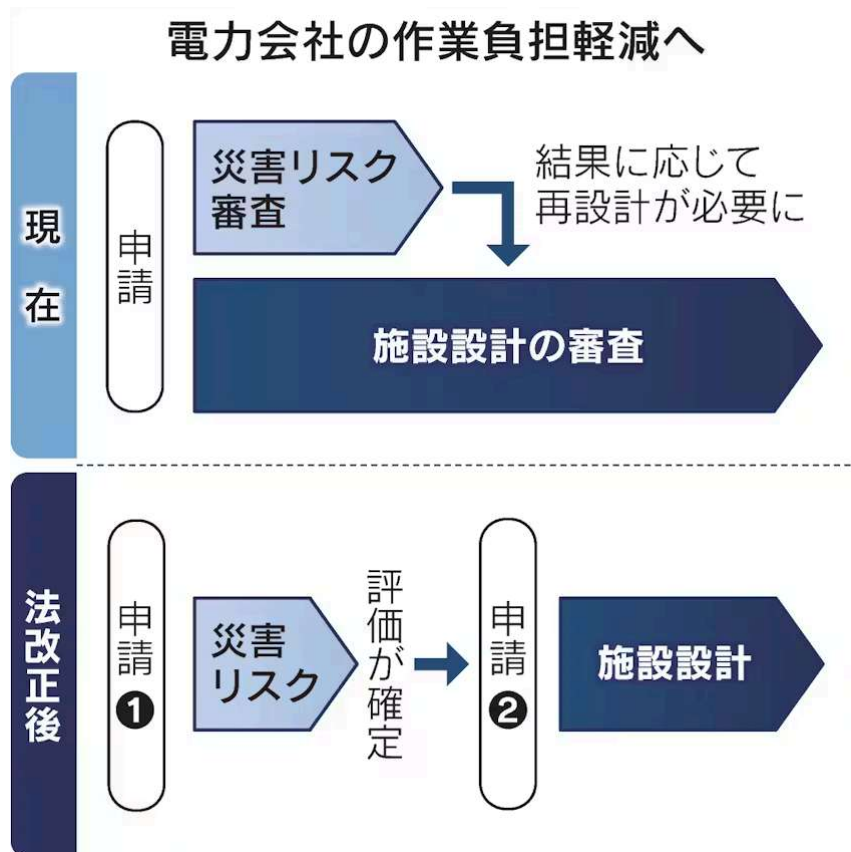 電力会社の作業負担軽減へ
現在
申請
災害リスク
審査
結果に応じて
再設計が必要に
施設設計の審査
法改正後
申請❶
災害
リスク
評価が確定
申請❷
施設設計